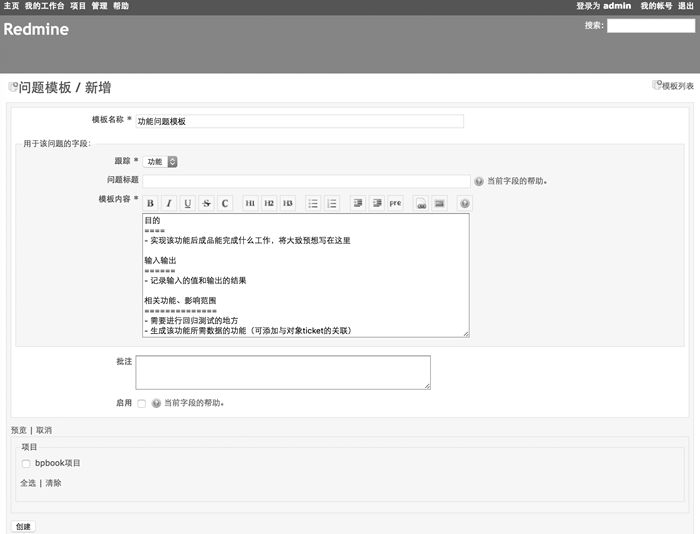 主页 我的工作台 项目 管理 帮助 登录为 admin 我的帐号 退出
Redmine 搜索:
问题模板 / 新增 模板列表
模板名称 * 功能问题模板
用于该问题的字段:
跟踪 * 功能
问题标题 当前字段的帮助。
模板内容 * B I U S C H1 H2 H3 pre
目的
====
- 实现该功能后成品能完成什么工作，将大致预想写在这里
输入输出
======
- 记录输入的值和输出的结果
相关功能、影响范围
==============
- 需要进行回归测试的地方
- 生成该功能所需数据的功能（可添加与对象ticket的关联）
批注
启用 当前字段的帮助。
预览 | 取消
项目
bpbook项目
全选 | 清除
创建